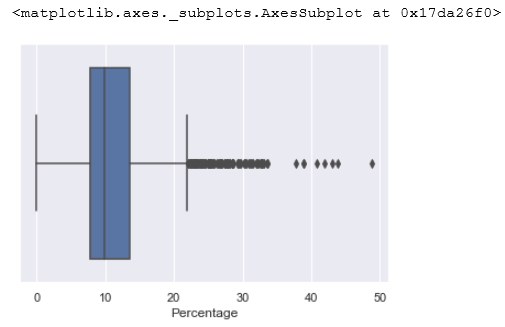 <matplotlib.axes._subplots.AxesSubplot at 0x17da26f0>
0 10 20 30 40 50
Percentage